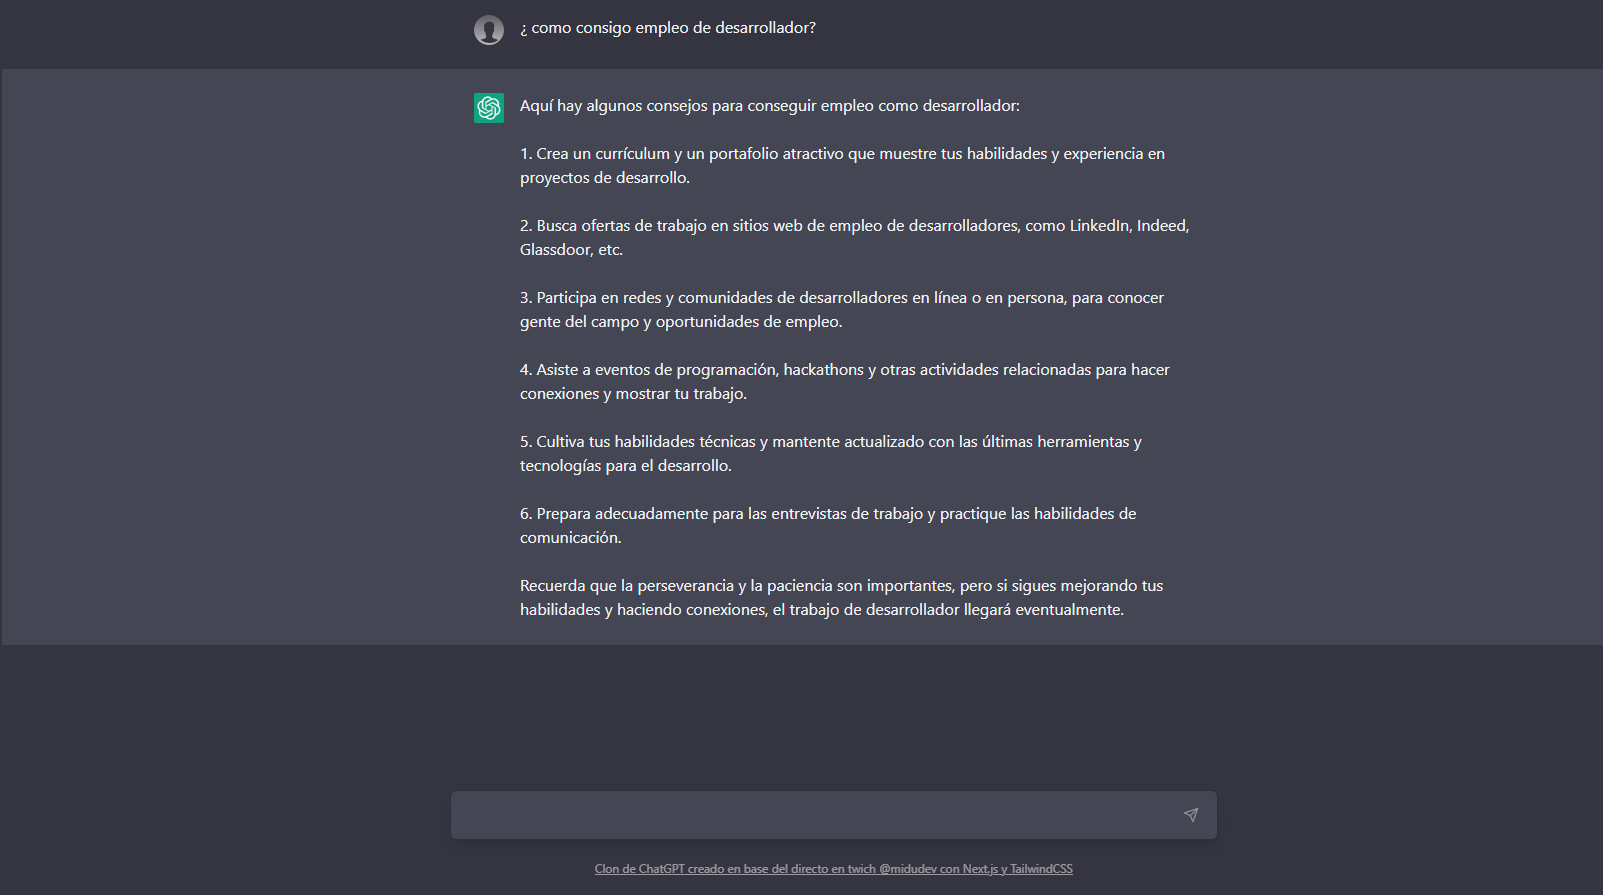 ¿ como consigo empleo de desarrollador?
Aquí hay algunos consejos para conseguir empleo como desarrollador:
1. Crea un currículum y un portafolio atractivo que muestre tus habilidades y experiencia en
proyectos de desarrollo.
2. Busca ofertas de trabajo en sitios web de empleo de desarrolladores, como LinkedIn, Indeed,
Glassdoor, etc.
3. Participa en redes y comunidades de desarrolladores en línea o en persona, para conocer
gente del campo y oportunidades de empleo.
4. Asiste a eventos de programación, hackathons y otras actividades relacionadas para hacer
conexiones y mostrar tu trabajo.
5. Cultiva tus habilidades técnicas y mantente actualizado con las últimas herramientas y
tecnologías para el desarrollo.
6. Prepara adecuadamente para las entrevistas de trabajo y practique las habilidades de
comunicación.
Recuerda que la perseverancia y la paciencia son importantes, pero si sigues mejorando tus
habilidades y haciendo conexiones, el trabajo de desarrollador llegará eventualmente.
Clon de ChatGPT creado en base del directo en twich @midudev con Next.js y TailwindCSS